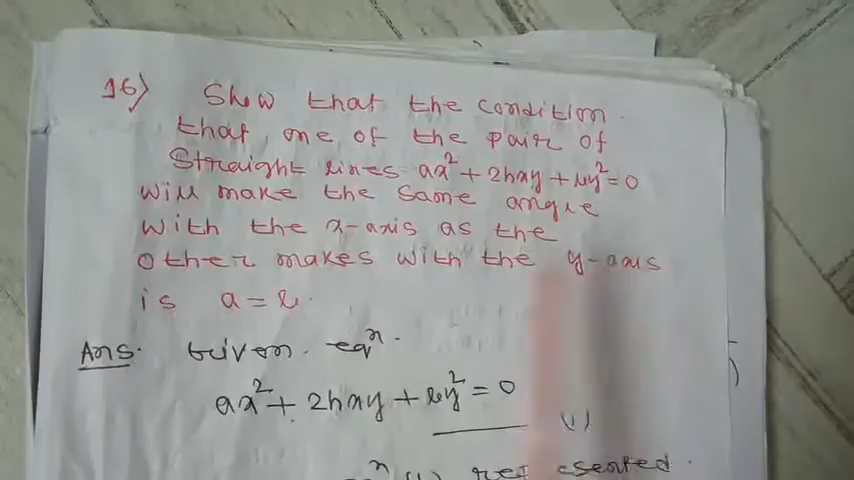 16) Show that the condition
that, one of the pair of
straight lines ax² + 2hxy + by² = 0
will make the same angle
with the x-axis as the
other makes with the y-axis
is a = b.
Ans. Given eqⁿ.
ax² + 2hxy + by² = 0
(1)
eqⁿ (1) represented.